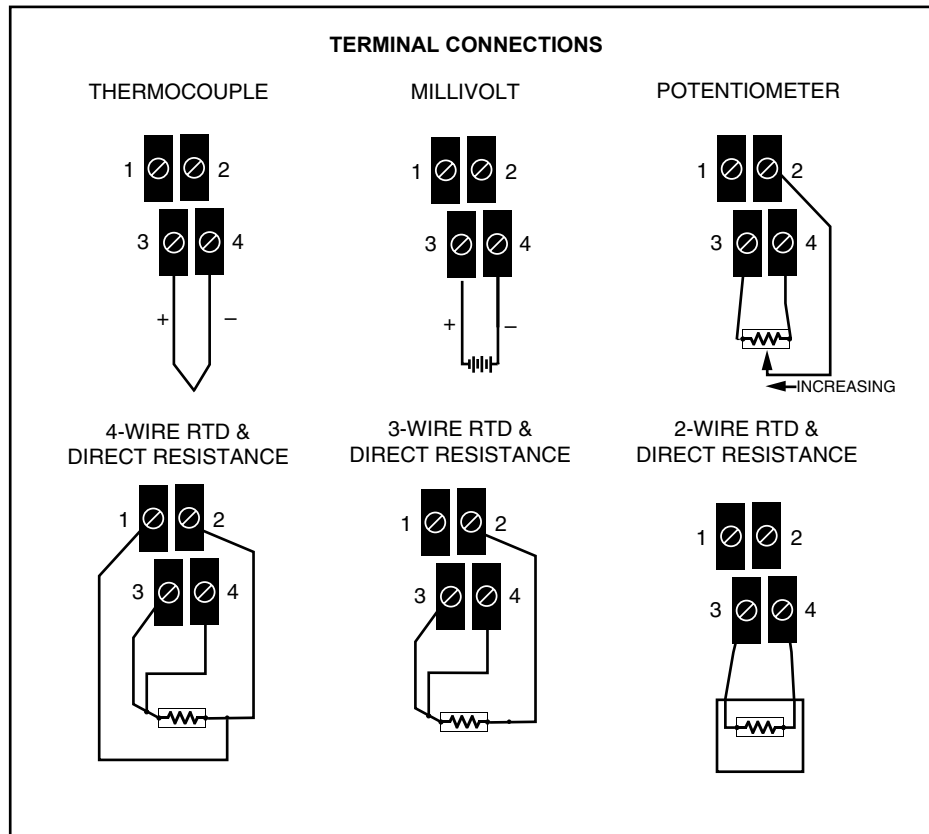 TERMINAL CONNECTIONS
THERMOCOUPLE
1 2
3 4
+ –
MILLIVOLT
1 2
3 4
+ –
POTENTIOMETER
1 2
3 4
INCREASING
4-WIRE RTD &
DIRECT RESISTANCE
1 2
3 4
3-WIRE RTD &
DIRECT RESISTANCE
1 2
3 4
2-WIRE RTD &
DIRECT RESISTANCE
1 2
3 4